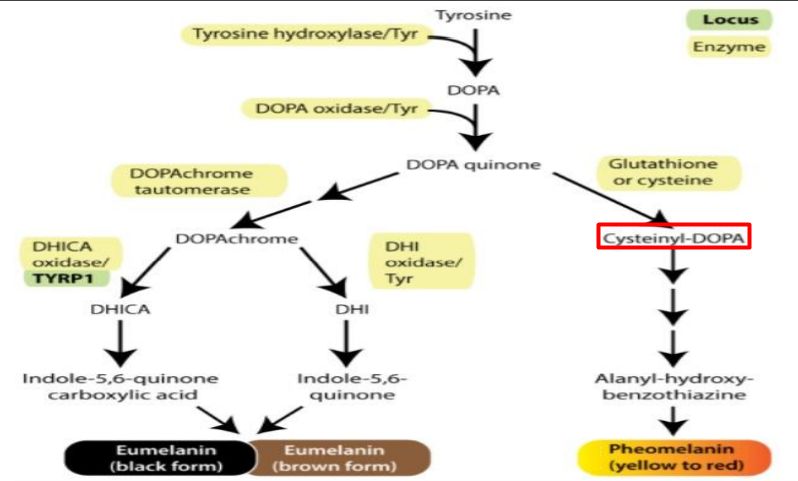 Tyrosine
Locus
Tyrosine hydroxylase/Tyr
Enzyme
DOPA
DOPA oxidase/Tyr
DOPA quinone
Glutathione
or cysteine
DOPAchrome
tautomerase
DOPAchrome
Cysteinyl-DOPA
DHICA
oxidase/
TYRP1
DHI
oxidase/
Tyr
DHICA
DHI
Indole-5,6-quinone
carboxylic acid
Indole-5,6-
quinone
Alanyl-hydroxy-
benzothiazine
Eumelanin
(black form)
Eumelanin
(brown form)
Pheomelanin
(yellow to red)